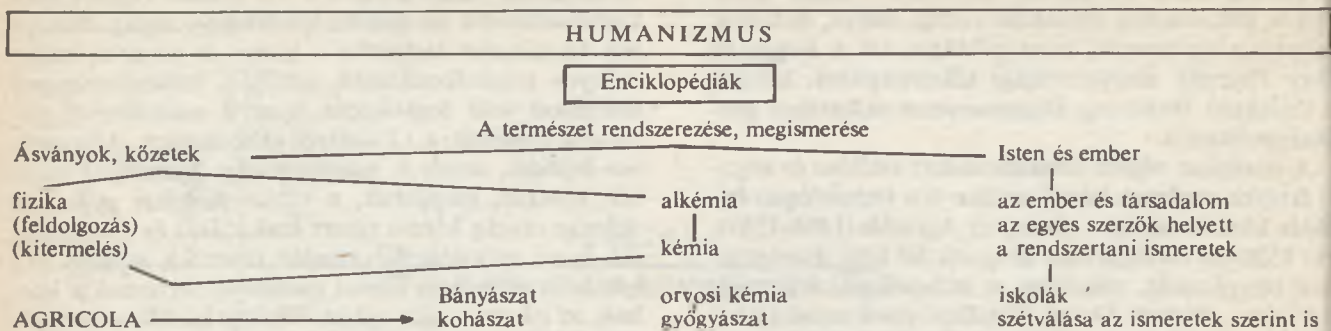 HUMANIZMUS
Enciklopédiák
A természet rendszerezése, megismerése
Ásványok, kőzetek
Isten és ember
fizika
(feldolgozás)
(kitermelés)
alkémia
kémia
az ember és társadalom
az egyes szerzők helyett
a rendszertani ismeretek
AGRICOLA
Bányászat
kohászat
orvosi kémia
gyógyászat
iskolák
szétválása az ismeretek szerint is